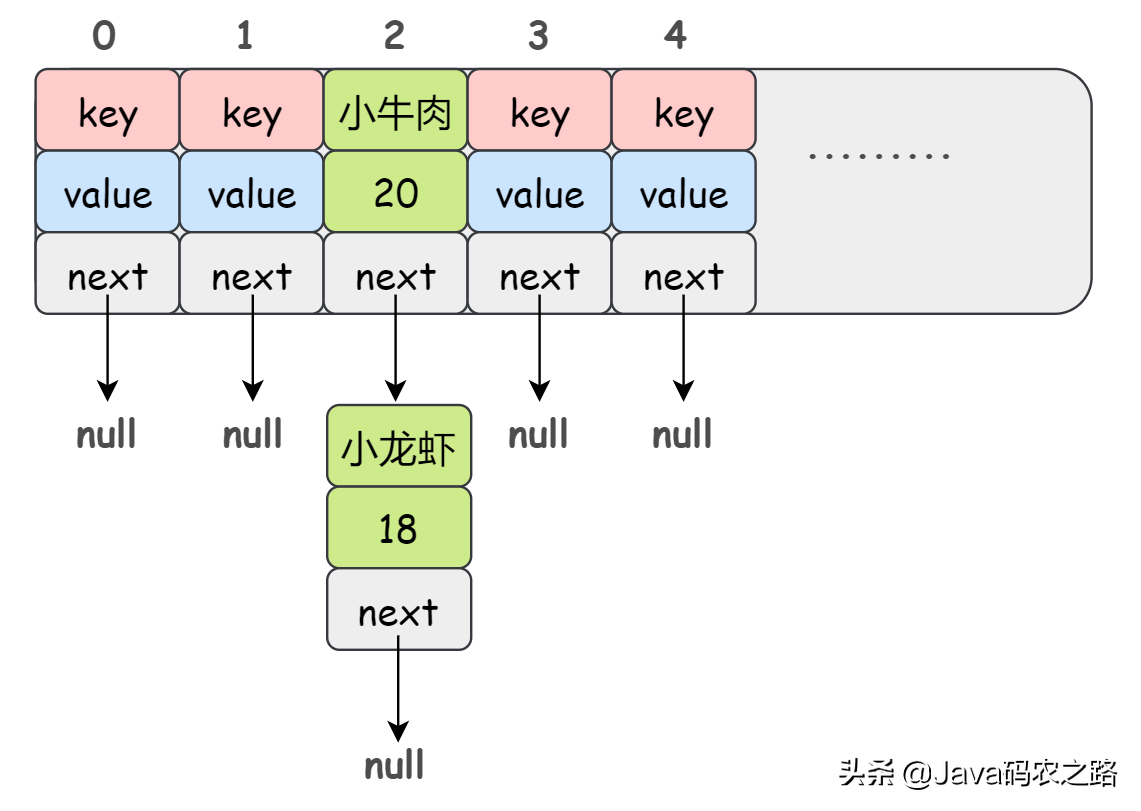 0 1 2 3 4
key key 小牛肉 key key
.........
value value 20 value value
next next next next next
null null null null
小龙虾
18
next
null
头条 @Java码农之路